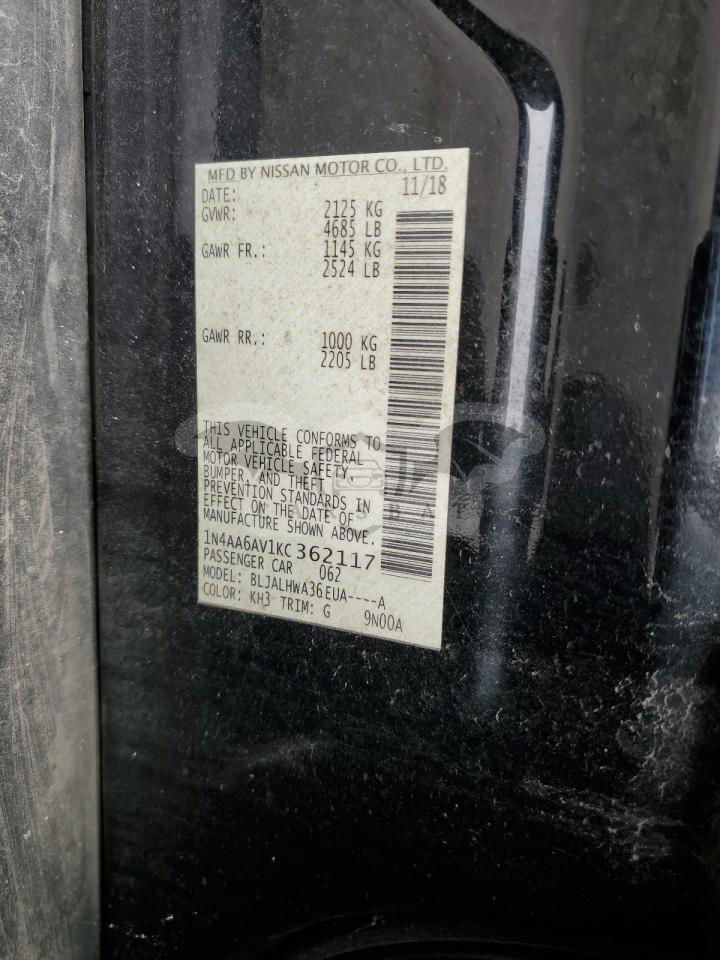 MFD BY NISSAN MOTOR CO., LTD.
DATE: 11/18
GVWR: 2125 KG
4685 LB
GAWR FR.: 1145 KG
2524 LB
GAWR RR.: 1000 KG
2205 LB
THIS VEHICLE CONFORMS TO
ALL APPLICABLE FEDERAL
MOTOR VEHICLE SAFETY,
BUMPER, AND THEFT
PREVENTION STANDARDS IN
EFFECT ON THE DATE OF
MANUFACTURE SHOWN ABOVE.
1N4AA6AV1KC362117
PASSENGER CAR 062
MODEL: BLJALHWA36EUA----A
COLOR: KH3 TRIM: G 9N00A